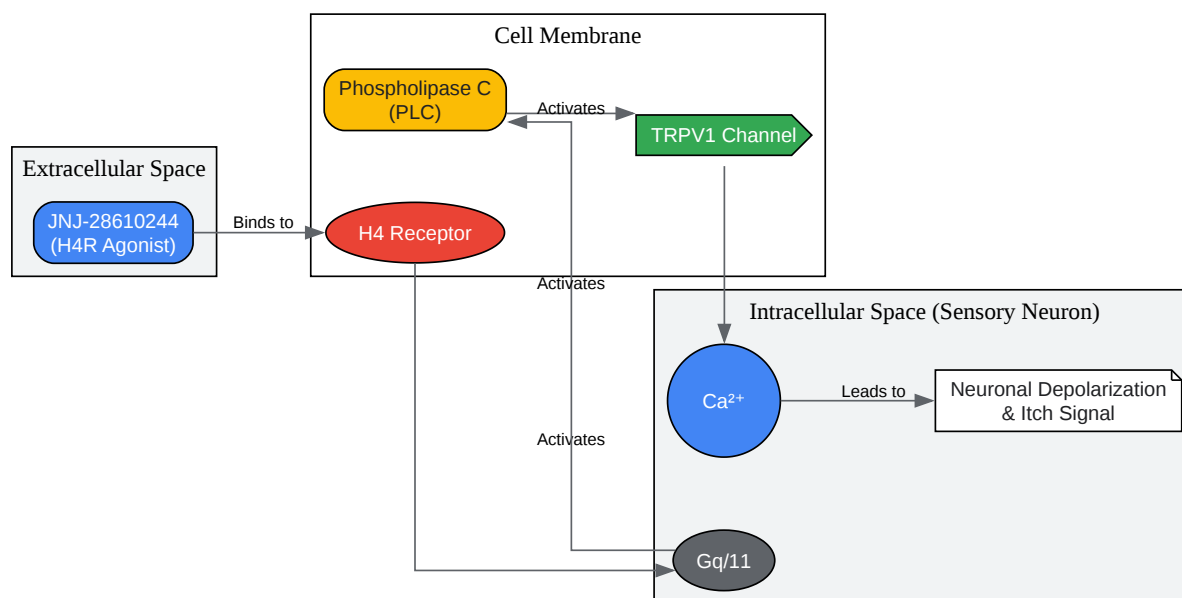 Cell Membrane
Phospholipase C
(PLC)
Activates
TRPV1 Channel
Extracellular Space
JNJ-28610244
(H4R Agonist)
Binds to
H4 Receptor
Activates
Intracellular Space (Sensory Neuron)
Ca²⁺
Leads to
Neuronal Depolarization
& Itch Signal
Activates
Gq/11